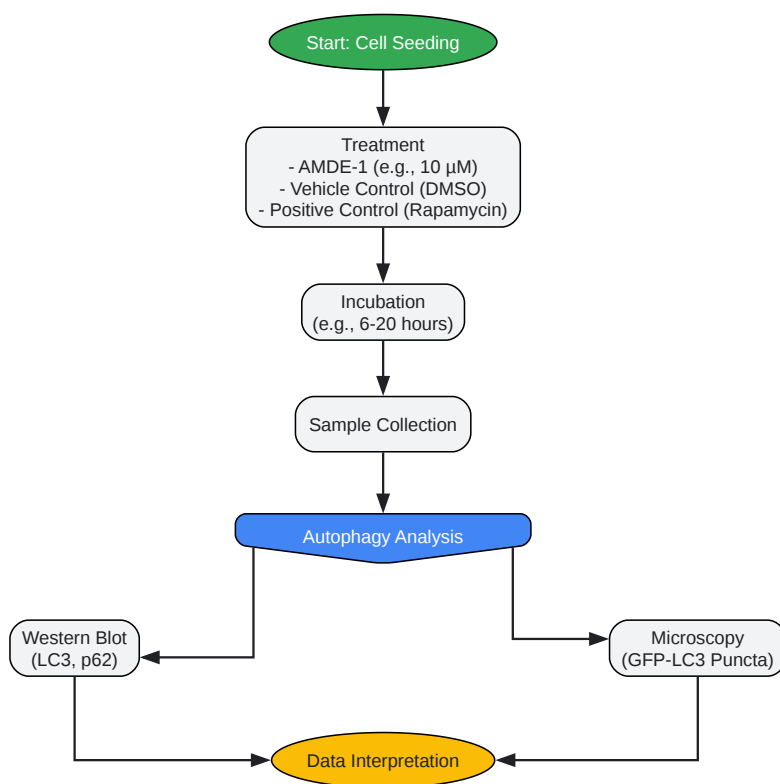 Start: Cell Seeding
Treatment
- AMDE-1 (e.g., 10 µM)
- Vehicle Control (DMSO)
- Positive Control (Rapamycin)
Incubation
(e.g., 6-20 hours)
Sample Collection
Autophagy Analysis
Western Blot
(LC3, p62)
Microscopy
(GFP-LC3 Puncta)
Data Interpretation